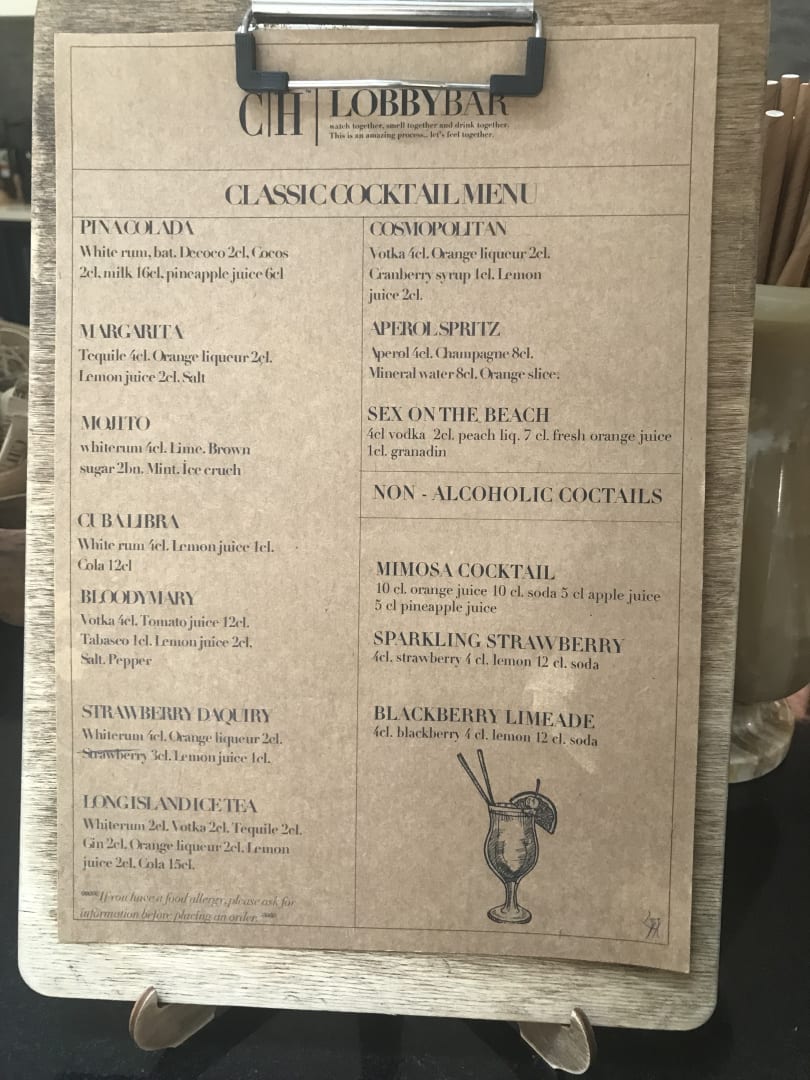 C|H LOBBYBAR
watch together, smell together and drink together.
This is an amazing process.. let's feel together.
CLASSIC COCKTAIL MENU
PINA COLADA
White rum, bat. Decoco 2cl, Cocos
2cl, milk 16cl, pineapple juice 6cl
MARGARITA
Tequile 4cl. Orange liqueur 2cl.
Lemon juice 2cl. Salt
MOJITO
whiterum 4cl. Lime. Brown
sugar 2bn. Mint. İce cruch
CUBA LIBRA
White rum 4cl. Lemon juice 1cl.
Cola 12cl
BLOODY MARY
Votka 4cl. Tomato juice 12cl.
Tabasco 1cl. Lemon juice 2cl.
Salt. Pepper
STRAWBERRY DAQUIRY
Whiterum 4cl. Orange liqueur 2cl.
Strawberry 3cl. Lemon juice 1cl.
LONG ISLAND ICE TEA
Whiterum 2cl. Votka 2cl. Tequile 2cl.
Gin 2cl. Orange liqueur 2cl. Lemon
juice 2cl. Cola 15cl.
If you have a food allergy, please ask for
information before placing an order.
COSMOPOLITAN
Votka 4cl. Orange liqueur 2cl.
Cranberry syrup 1cl. Lemon
juice 2cl.
APEROL SPRITZ
Aperol 4cl. Champagne 8cl.
Mineral water 8cl. Orange slice.
SEX ON THE BEACH
4cl vodka 2cl. peach liq. 7 cl. fresh orange juice
1cl. granadin
NON - ALCOHOLIC COCTAILS
MIMOSA COCKTAIL
10 cl. orange juice 10 cl. soda 5 cl apple juice
5 cl pineapple juice
SPARKLING STRAWBERRY
4cl. strawberry 4 cl. lemon 12 cl. soda
BLACKBERRY LIMEADE
4cl. blackberry 4 cl. lemon 12 cl. soda